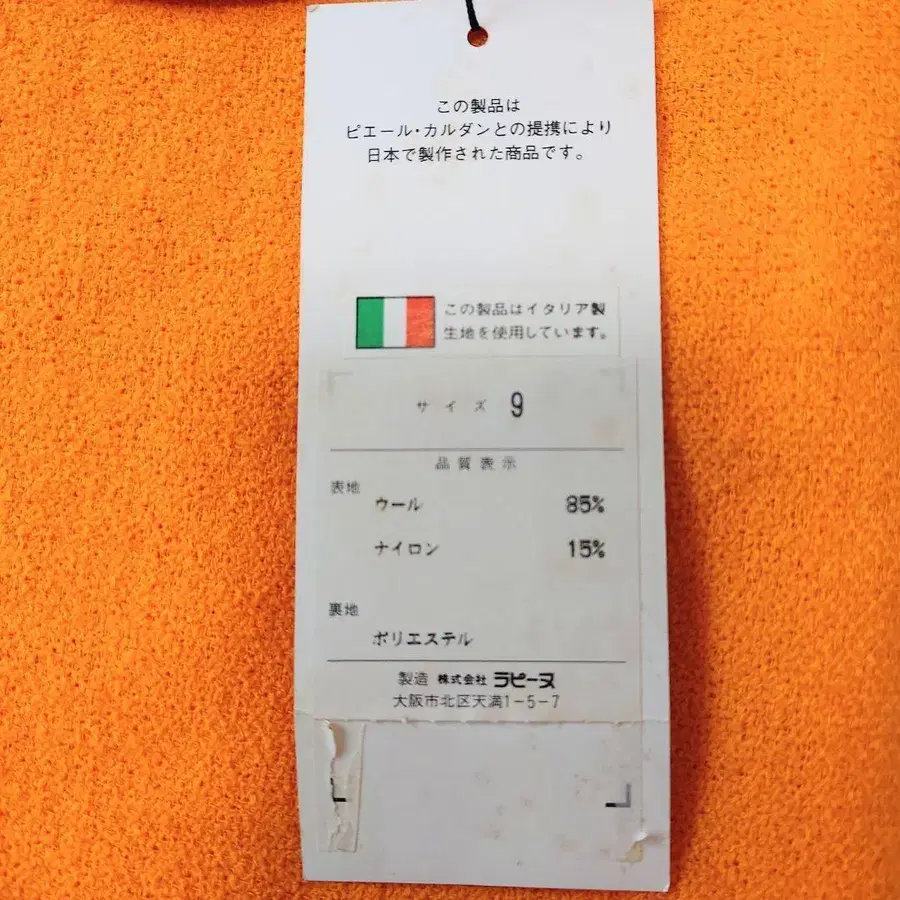 この製品は
ピエール・カルダンとの提携により
日本で製作された商品です。
この製品はイタリア製
生地を使用しています。
サイズ 9
品質表示
表地
ウール 85%
ナイロン 15%
裏地
ポリエステル
製造 株式会社 ラピーヌ
大阪市北区天満1-5-7